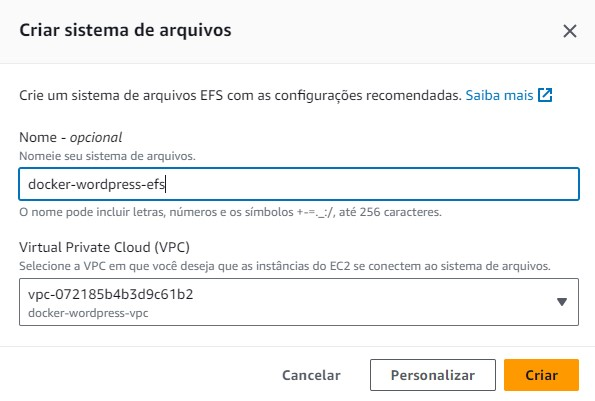 Criar sistema de arquivos
Crie um sistema de arquivos EFS com as configurações recomendadas. Saiba mais
Nome - opcional
Nomeie seu sistema de arquivos.
docker-wordpress-efs
O nome pode incluir letras, números e os símbolos +-=._:/, até 256 caracteres.
Virtual Private Cloud (VPC)
Selecione a VPC em que você deseja que as instâncias do EC2 se conectem ao sistema de arquivos.
vpc-072185b4b3d9c61b2
docker-wordpress-vpc
Cancelar Personalizar Criar